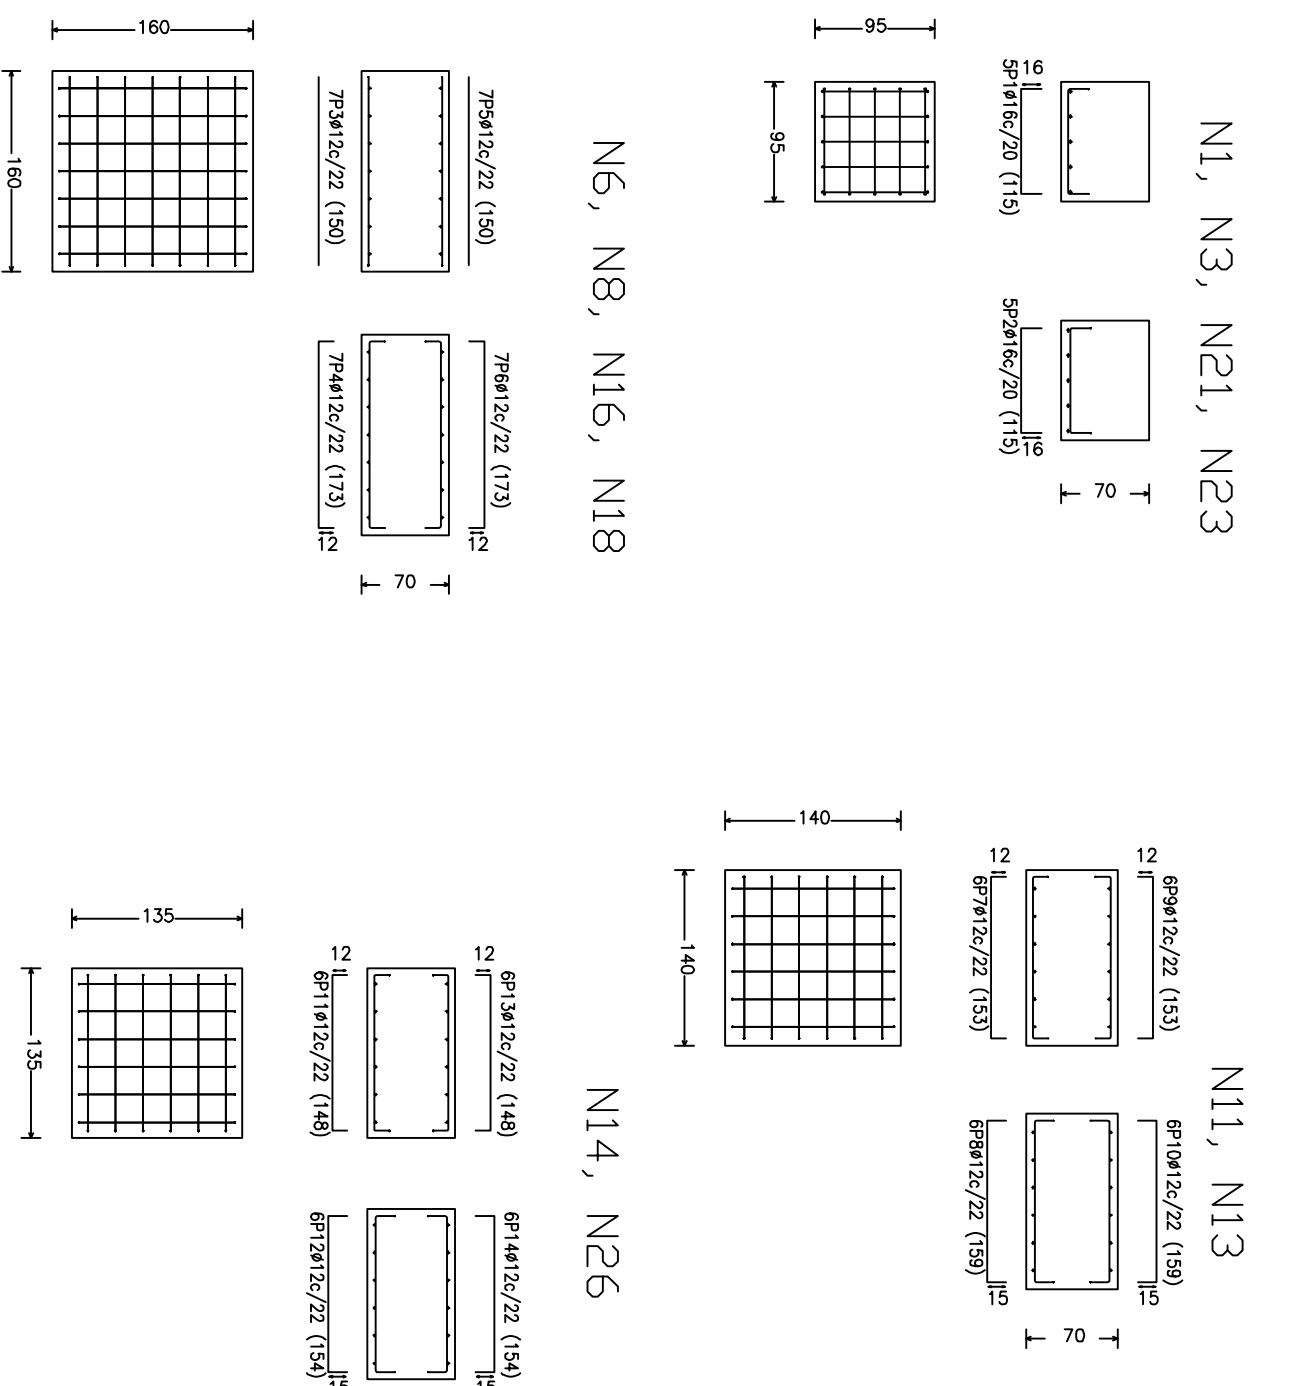 160
160
7P3ø12c/22 (150)
7P5ø12c/22 (150)
7P4ø12c/22 (173)
12
7P6ø12c/22 (173)
12
70
N6, N8, N16, N18
95
95
16
5P1ø16c/20 (115)
5P2ø16c/20 (115)
16
70
N1, N3, N21, N23
135
135
12
6P11ø12c/22 (148)
12
6P13ø12c/22 (148)
6P12ø12c/22 (154)
15
6P14ø12c/22 (154)
15
N14, N26
140
140
12
6P7ø12c/22 (153)
12
6P9ø12c/22 (153)
6P8ø12c/22 (159)
15
6P10ø12c/22 (159)
15
70
N11, N13